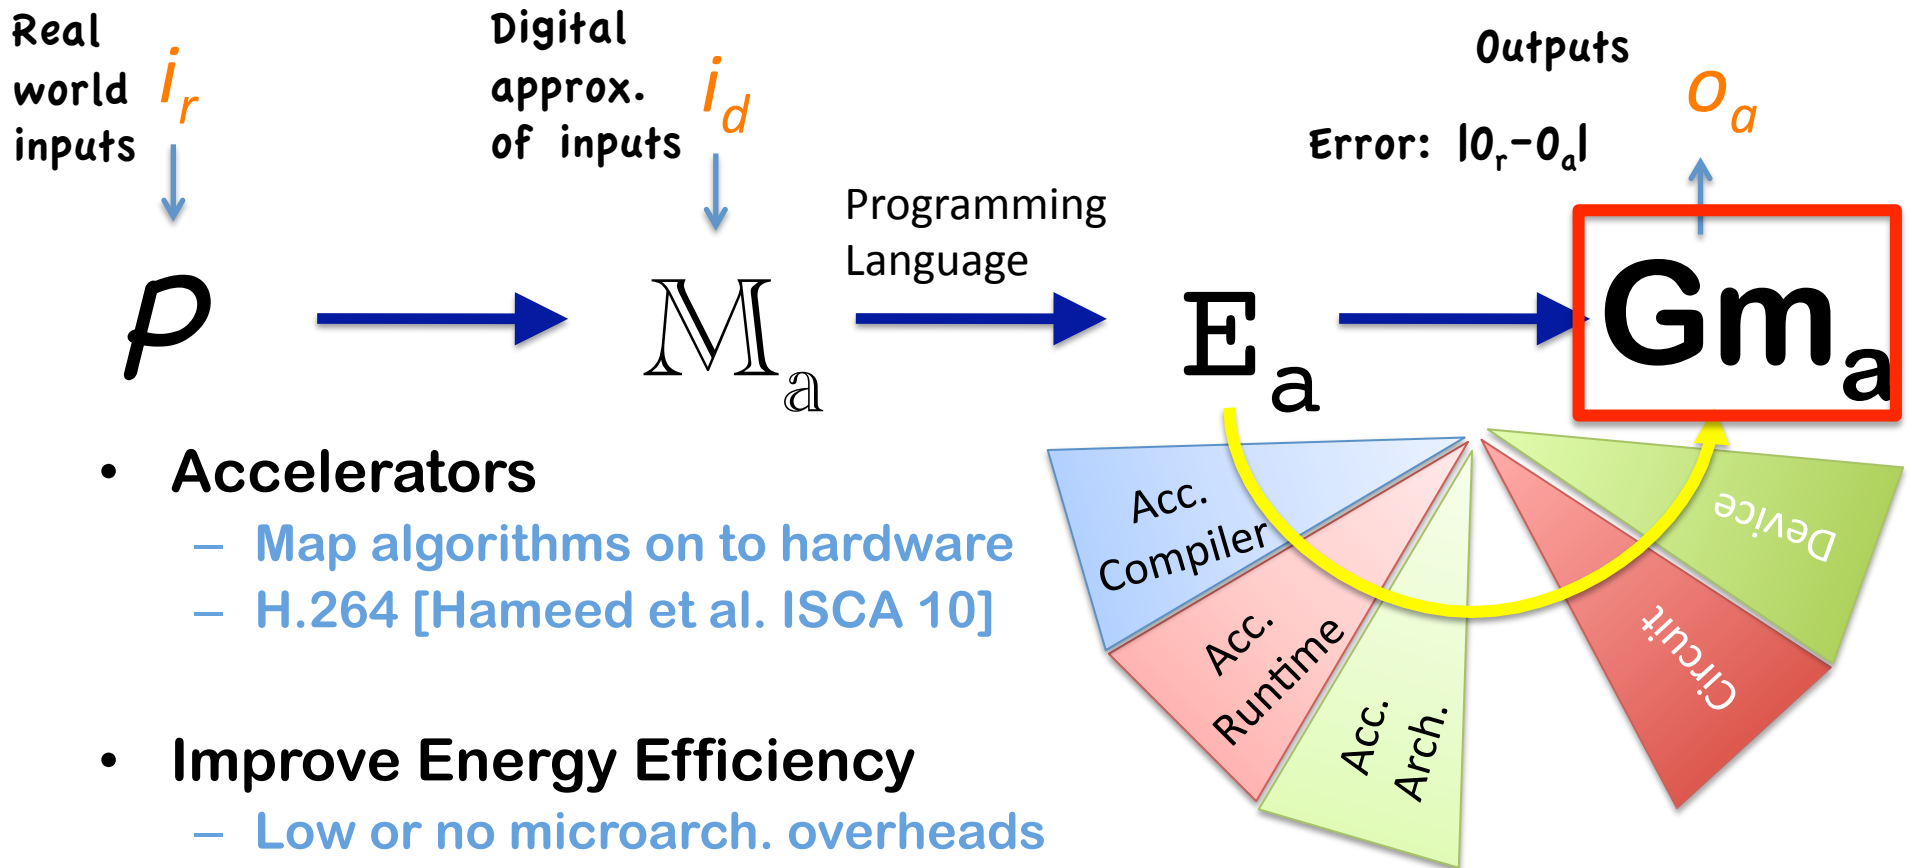 Real
world
inputs
i_r
Digital
approx.
of inputs
i_d
Outputs
o_a
Error: |O_r-O_a|
Programming
Language
P
M_a
E_a
Gm_a
• Accelerators
– Map algorithms on to hardware
– H.264 [Hameed et al. ISCA 10]
• Improve Energy Efficiency
– Low or no microarch. overheads
Acc.
Compiler
Acc.
Runtime
Acc.
Arch.
Circuit
Device